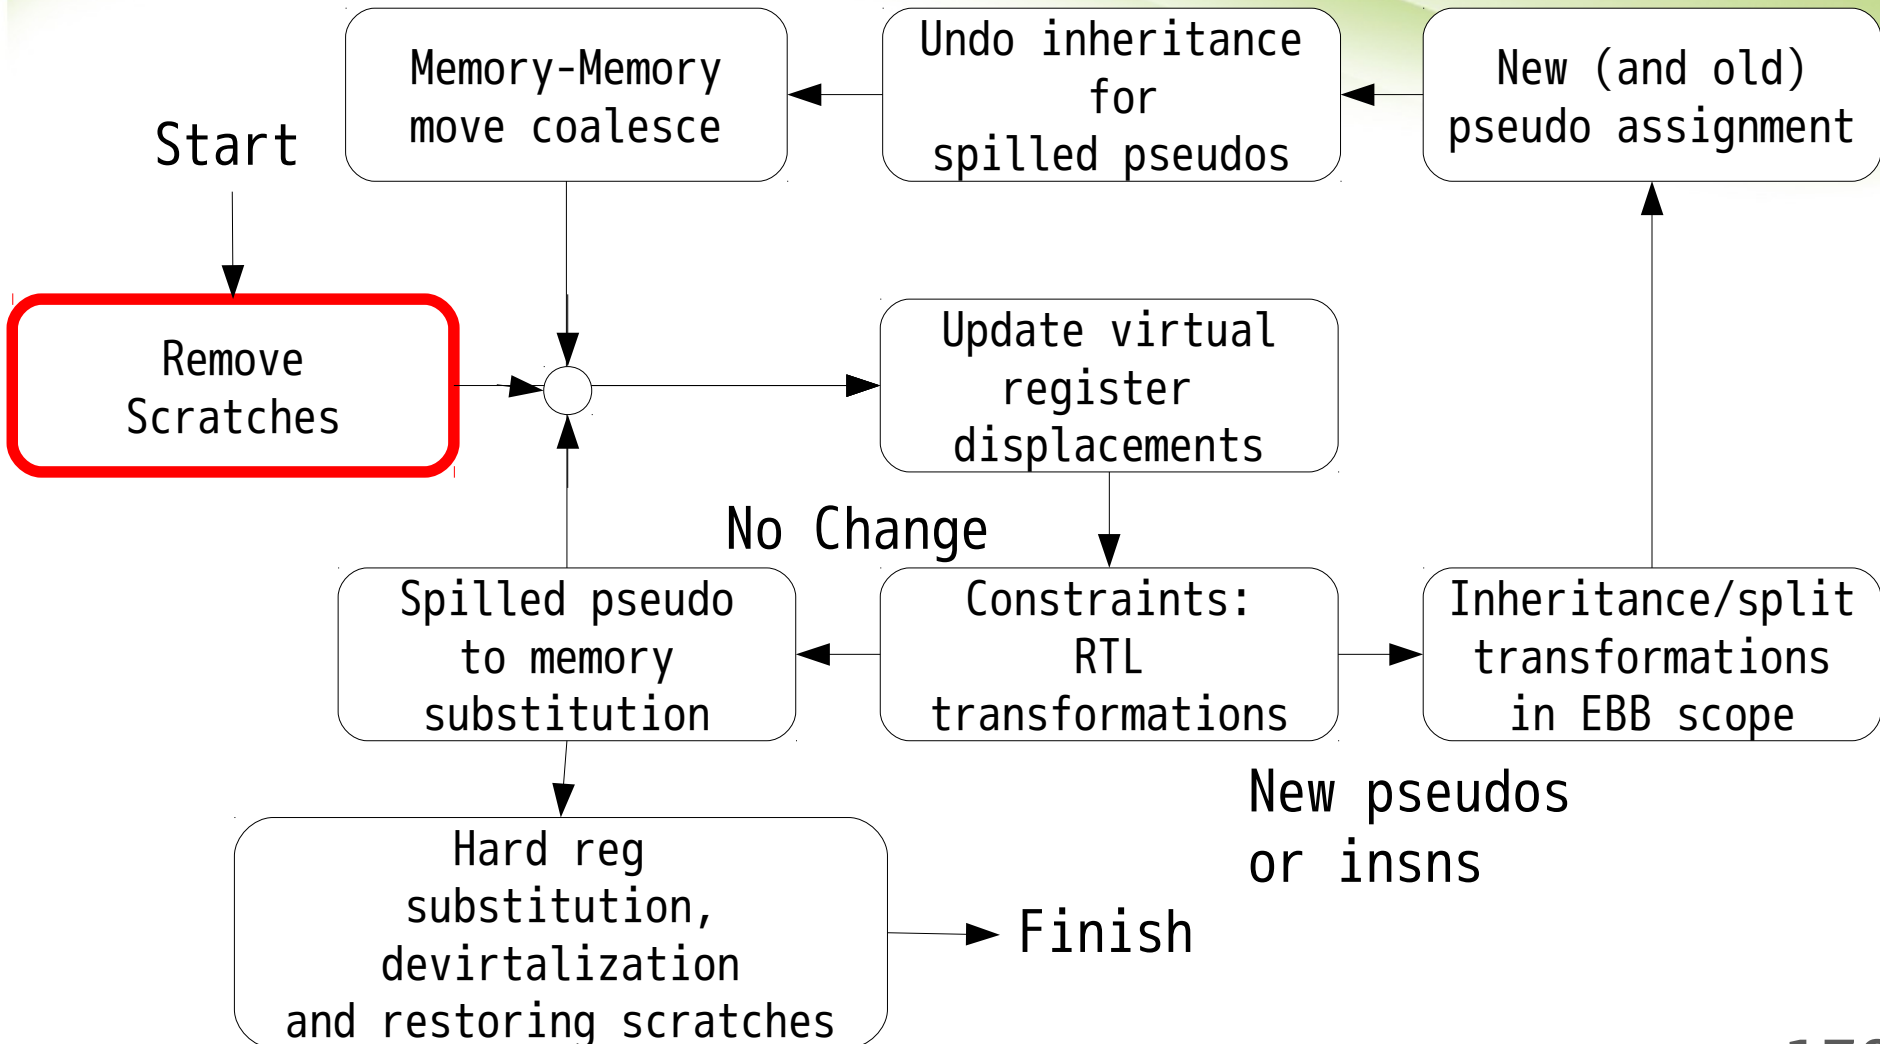 Memory-Memory
move coalesce
Undo inheritance
for
spilled pseudos
New (and old)
pseudo assignment
Start
Remove
Scratches
Update virtual
register
displacements
No Change
Spilled pseudo
to memory
substitution
Constraints:
RTL
transformations
Inheritance/split
transformations
in EBB scope
New pseudos
or insns
Hard reg
substitution,
devirtalization
and restoring scratches
Finish